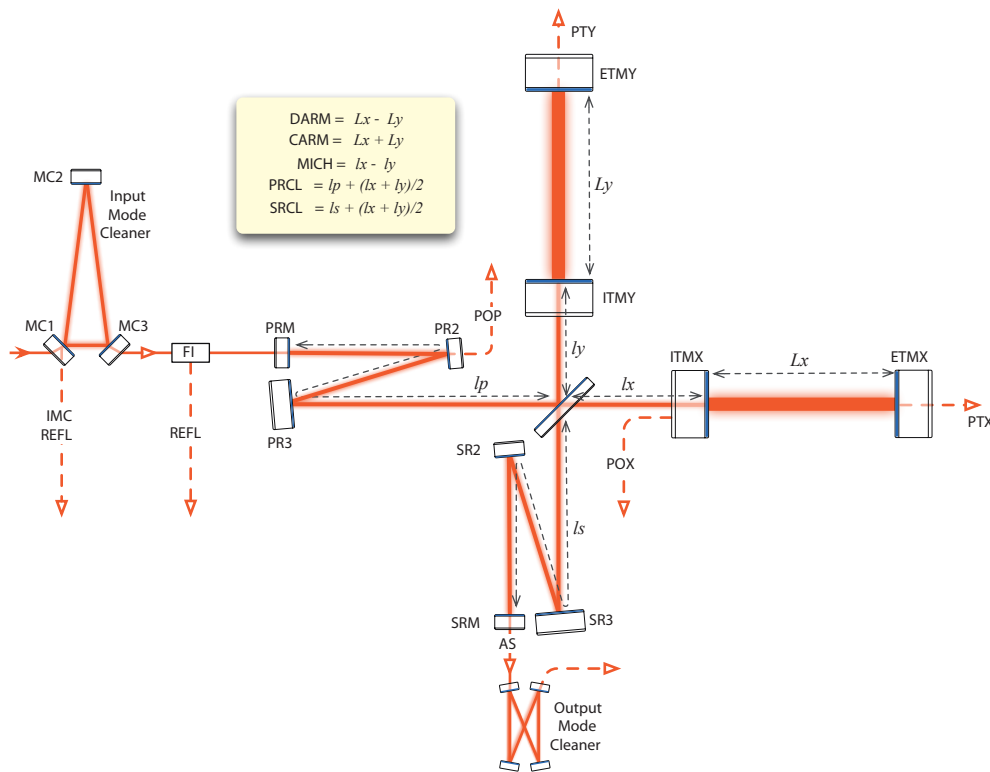 PTY
ETMY
DARM = Lx - Ly
CARM = Lx + Ly
MICH = lx - ly
PRCL = lp + (lx + ly)/2
SRCL = ls + (lx + ly)/2
MC2
Input
Mode
Cleaner
Ly
ITMY
MC1
MC3
FI
PRM
PR2
POP
ly
ITMX
Lx
ETMX
lp
lx
IMC
REFL
REFL
PR3
PTX
SR2
POX
ls
SRM
SR3
AS
Output
Mode
Cleaner